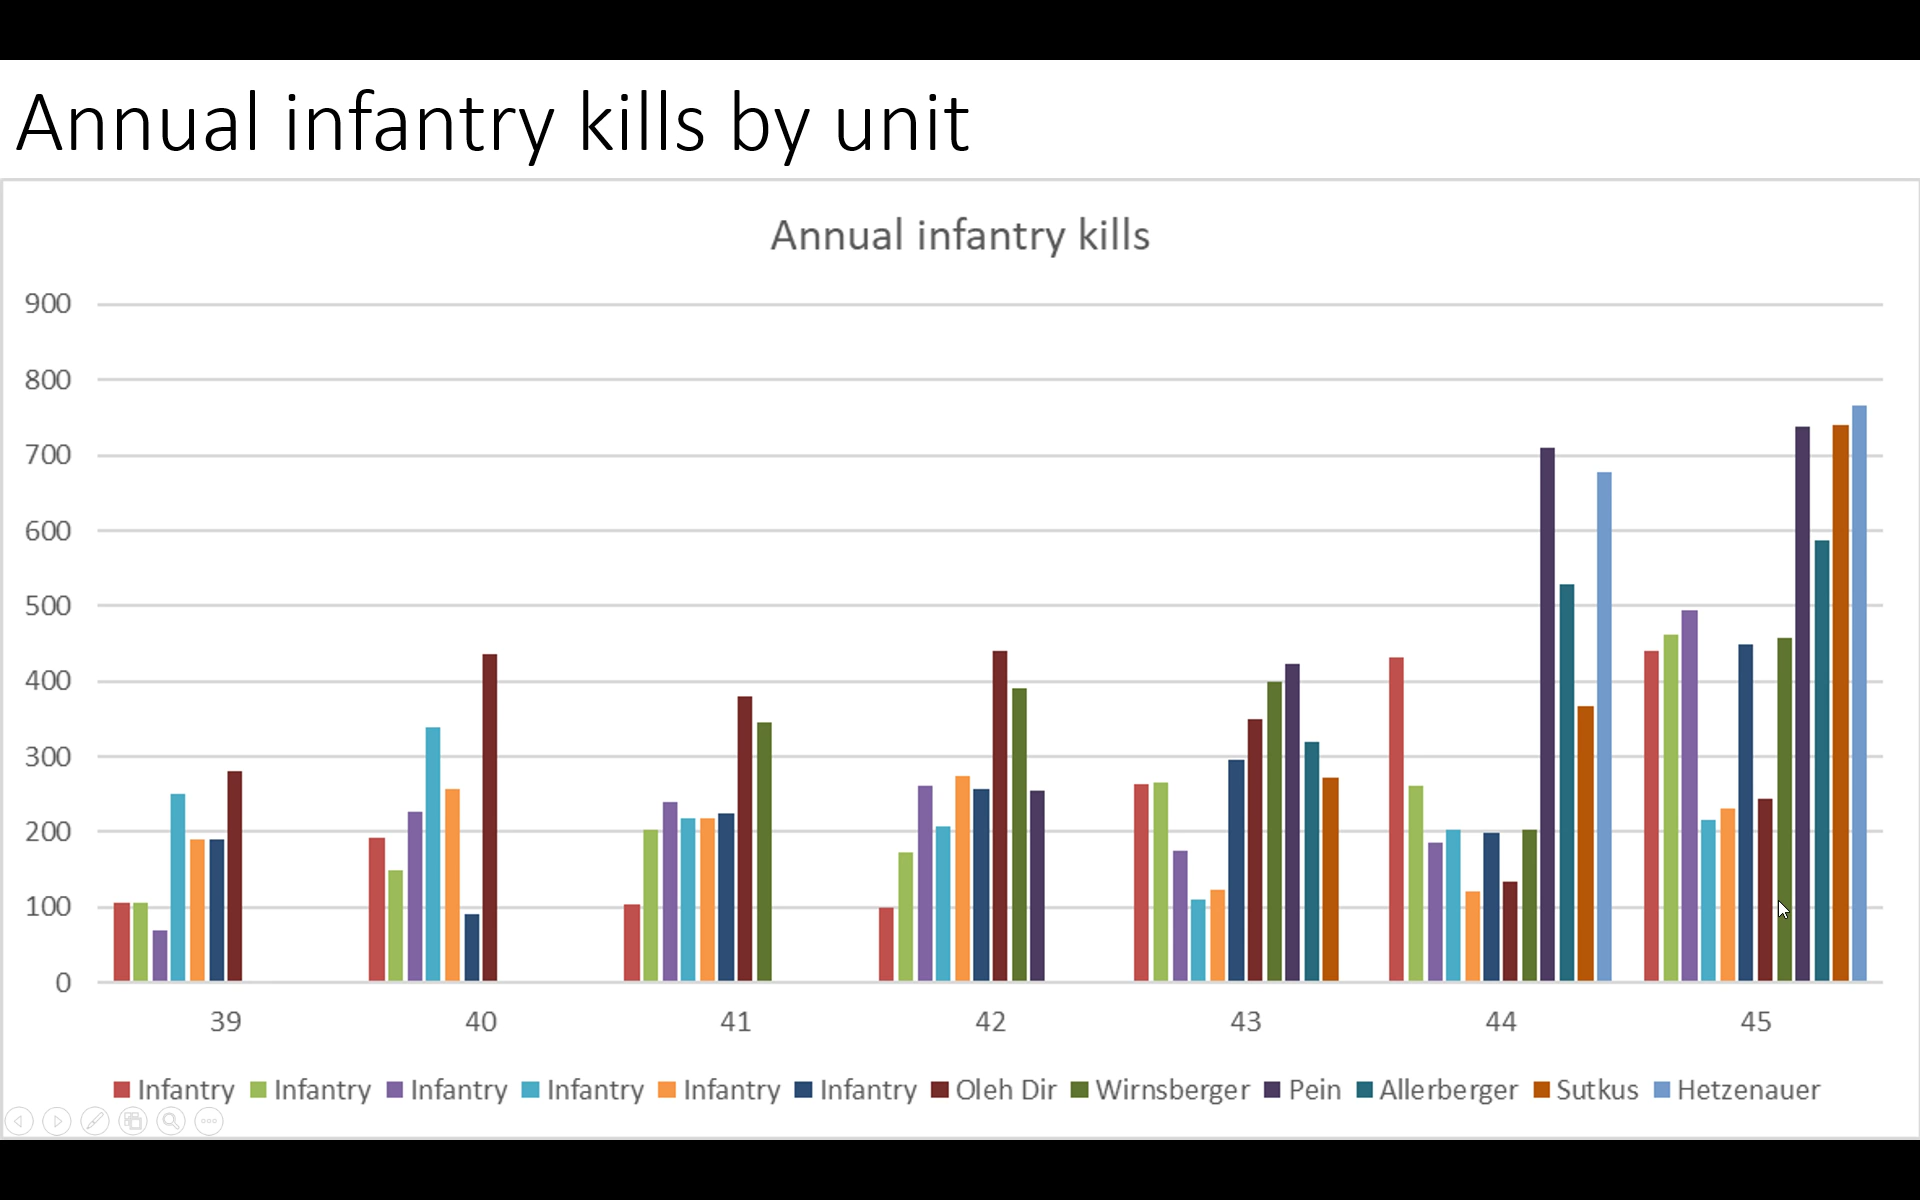 Annual infantry kills by unit
Annual infantry kills
900
800
700
600
500
400
300
200
100
0
39 40 41 42 43 44 45
Infantry Infantry Infantry Infantry Infantry Infantry Oleh Dir Wirnsberger Pein Allerberger Sutkus Hetzenauer